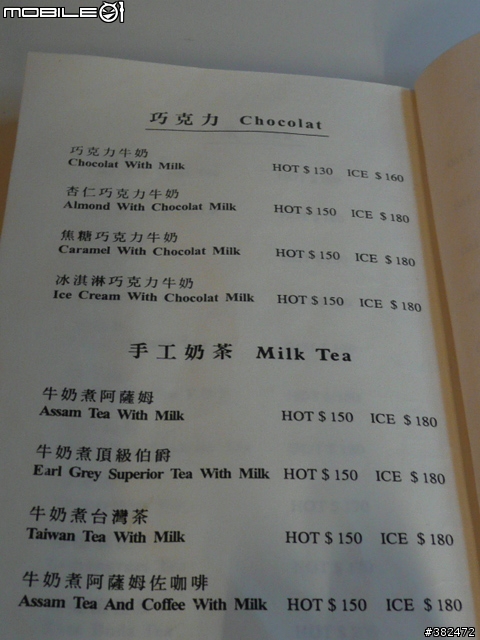 MOBILE01
巧克力 Chocolat
巧克力牛奶
Chocolat With Milk HOT $ 130 ICE $ 160
杏仁巧克力牛奶
Almond With Chocolat Milk HOT $ 150 ICE $ 180
焦糖巧克力牛奶
Caramel With Chocolat Milk HOT $ 150 ICE $ 180
冰淇淋巧克力牛奶
Ice Cream With Chocolat Milk HOT $ 150 ICE $ 180
手工奶茶 Milk Tea
牛奶煮阿薩姆
Assam Tea With Milk HOT $ 150 ICE $ 180
牛奶煮頂級伯爵
Earl Grey Superior Tea With Milk HOT $ 150 ICE $ 180
牛奶煮台灣茶
Taiwan Tea With Milk HOT $ 150 ICE $ 180
牛奶煮阿薩姆佐咖啡
Assam Tea And Coffee With Milk HOT $ 150 ICE $ 180
#382472